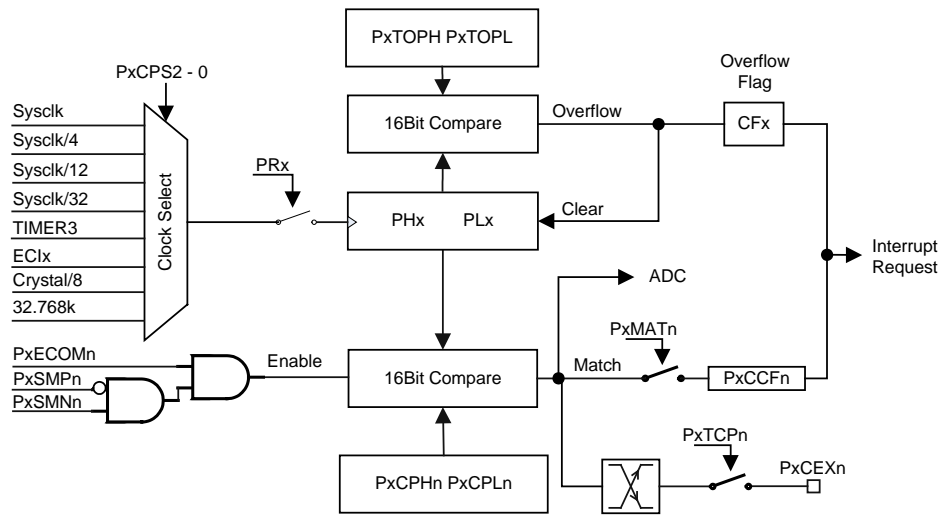 PxTOPH PxTOPL
PxCPS2 - 0
Overflow
Flag
Sysclk
16Bit Compare
Overflow
CFx
Sysclk/4
Sysclk/12
PRx
Sysclk/32
Clock Select
PHx PLx
Clear
TIMER3
ECIx
Interrupt
Request
Crystal/8
ADC
32.768k
PxMATn
PxECOMn
Enable
16Bit Compare
Match
PxCCFn
PxSMPn
PxSMNn
PxTCPn
PxCPHn PxCPLn
PxCEXn